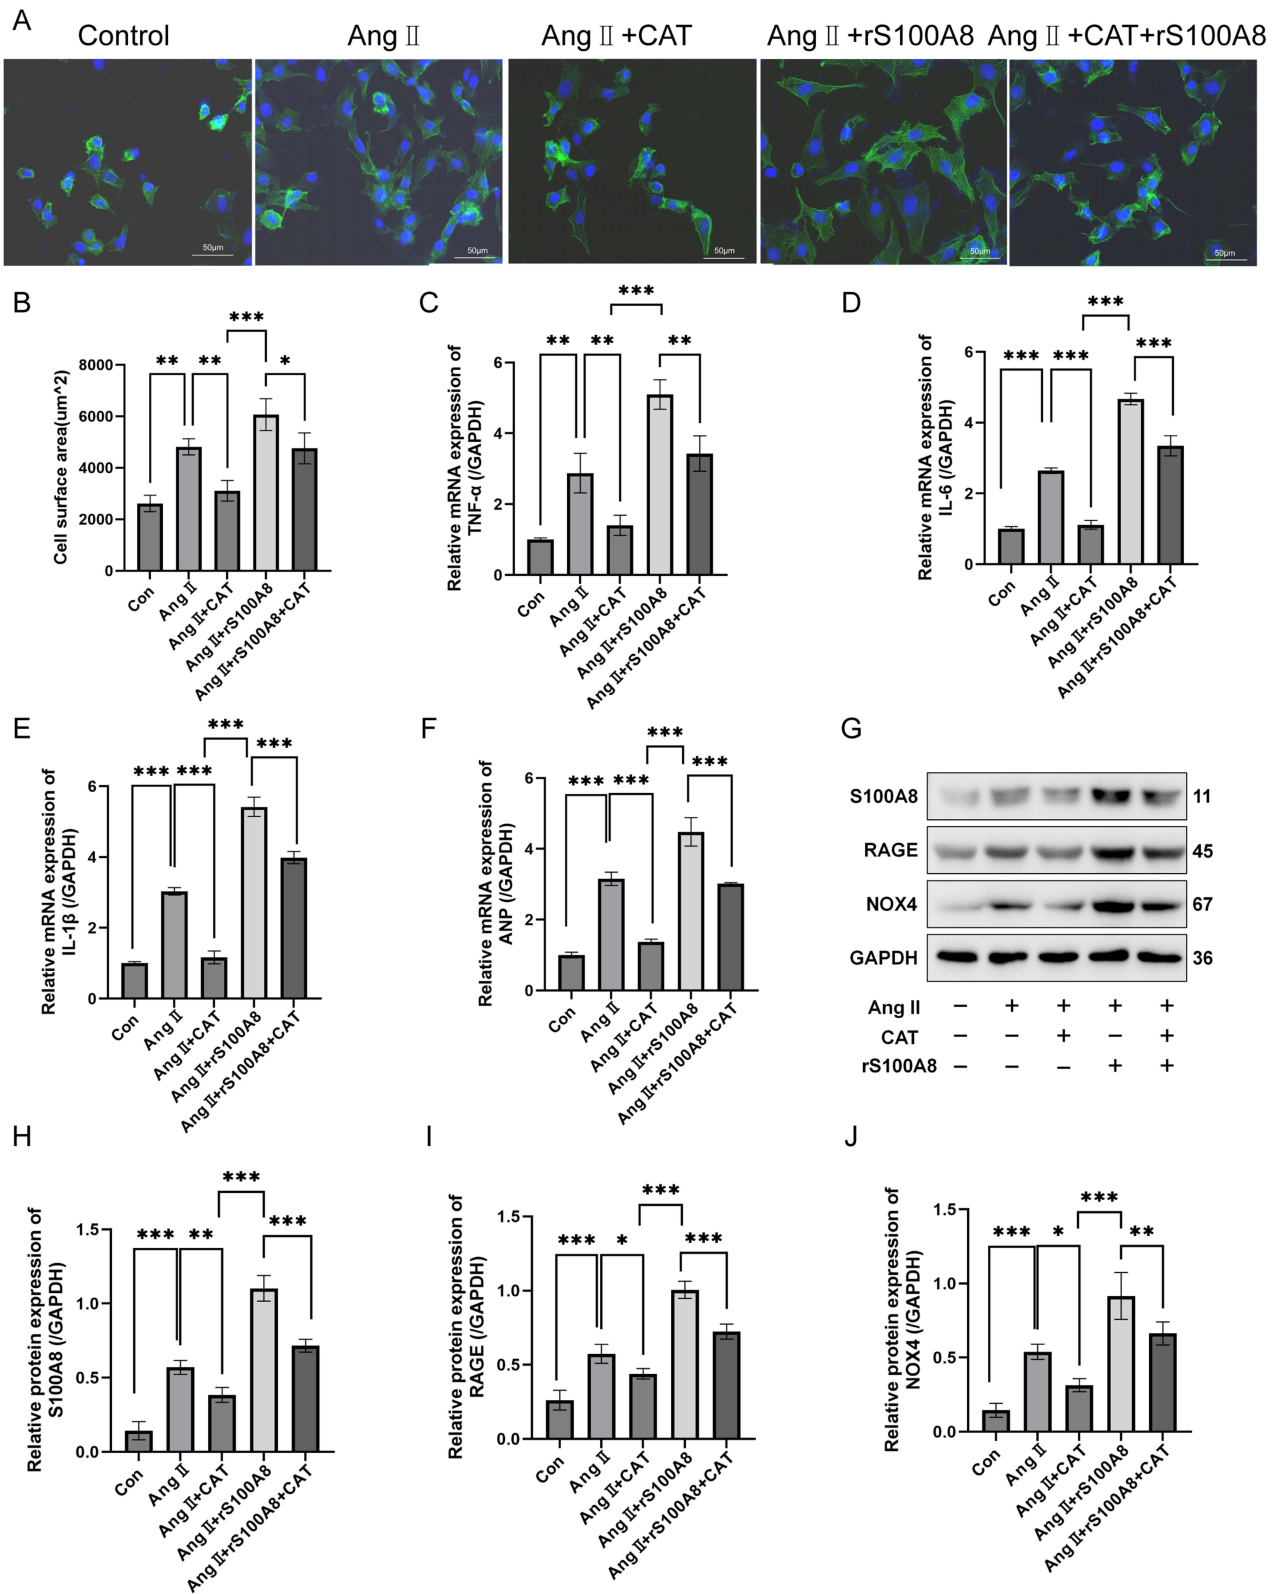 A
Control
Ang Ⅱ
Ang Ⅱ +CAT
Ang Ⅱ +rS100A8
Ang Ⅱ +CAT+rS100A8
50μm
50μm
50μm
50μm
50μm
B
Cell surface area(um^2)
8000
6000
4000
2000
0
** ** *** *
Con
Ang Ⅱ
Ang Ⅱ+CAT
Ang Ⅱ+rS100A8
Ang Ⅱ+rS100A8+CAT
C
Relative mRNA expression of
TNF-α (/GAPDH)
6
4
2
0
** ** *** **
Con
Ang Ⅱ
Ang Ⅱ+CAT
Ang Ⅱ+rS100A8
Ang Ⅱ+rS100A8+CAT
D
Relative mRNA expression of
IL-6 (/GAPDH)
6
4
2
0
*** *** *** ***
Con
Ang Ⅱ
Ang Ⅱ+CAT
Ang Ⅱ+rS100A8
Ang Ⅱ+rS100A8+CAT
E
Relative mRNA expression of
IL-1β (/GAPDH)
6
4
2
0
*** *** *** ***
Con
Ang Ⅱ
Ang Ⅱ+CAT
Ang Ⅱ+rS100A8
Ang Ⅱ+rS100A8+CAT
F
Relative mRNA expression of
ANP (/GAPDH)
6
4
2
0
*** *** *** ***
Con
Ang Ⅱ
Ang Ⅱ+CAT
Ang Ⅱ+rS100A8
Ang Ⅱ+rS100A8+CAT
G
S100A8 11
RAGE 45
NOX4 67
GAPDH 36
Ang II − + + + +
CAT − − + − +
rS100A8 − − − + +
H
Relative protein expression of
S100A8 (/GAPDH)
1.5
1.0
0.5
0.0
*** ** *** ***
Con
Ang Ⅱ
Ang Ⅱ+CAT
Ang Ⅱ+rS100A8
Ang Ⅱ+rS100A8+CAT
I
Relative protein expression of
RAGE (/GAPDH)
1.5
1.0
0.5
0.0
*** * *** ***
Con
Ang Ⅱ
Ang Ⅱ+CAT
Ang Ⅱ+rS100A8
Ang Ⅱ+rS100A8+CAT
J
Relative protein expression of
NOX4 (/GAPDH)
1.5
1.0
0.5
0.0
*** * *** **
Con
Ang Ⅱ
Ang Ⅱ+CAT
Ang Ⅱ+rS100A8
Ang Ⅱ+rS100A8+CAT